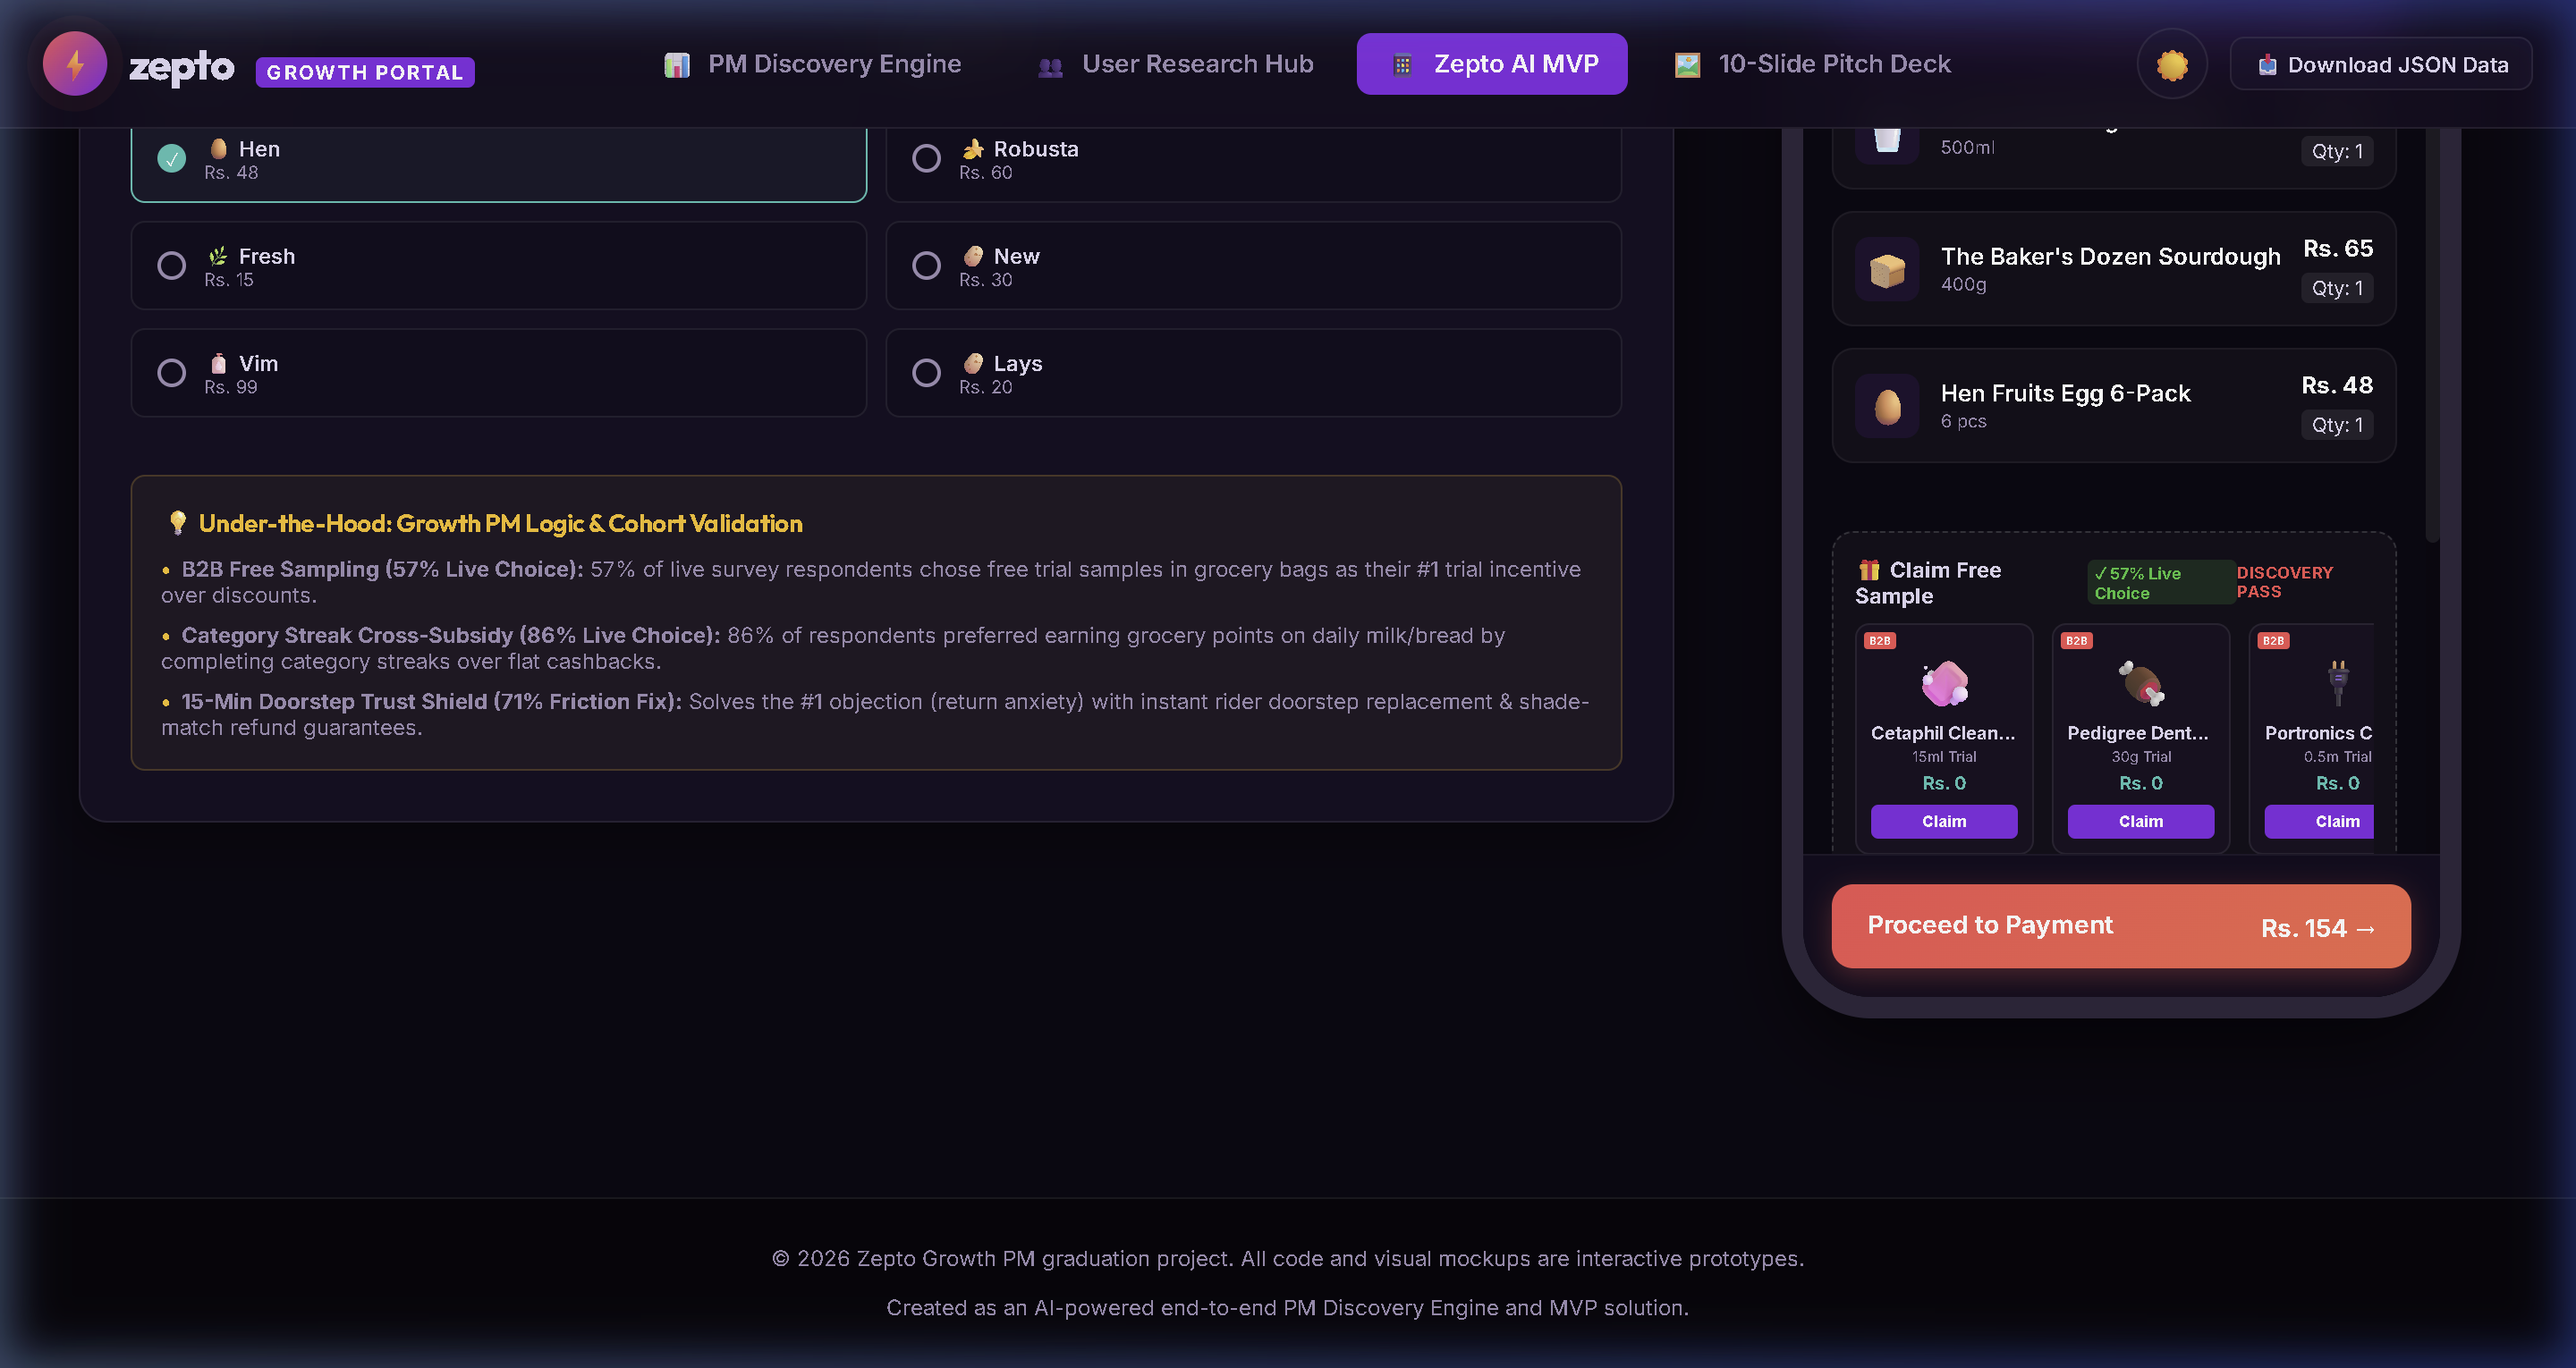 zepto GROWTH PORTAL
PM Discovery Engine
User Research Hub
Zepto AI MVP
10-Slide Pitch Deck
Download JSON Data
Hen
Rs. 48
Robusta
Rs. 60
Fresh
Rs. 15
New
Rs. 30
Vim
Rs. 99
Lays
Rs. 20
Under-the-Hood: Growth PM Logic & Cohort Validation
• B2B Free Sampling (57% Live Choice): 57% of live survey respondents chose free trial samples in grocery bags as their #1 trial incentive
over discounts.
• Category Streak Cross-Subsidy (86% Live Choice): 86% of respondents preferred earning grocery points on daily milk/bread by
completing category streaks over flat cashbacks.
• 15-Min Doorstep Trust Shield (71% Friction Fix): Solves the #1 objection (return anxiety) with instant rider doorstep replacement & shade-
match refund guarantees.
500ml
Qty: 1
The Baker's Dozen Sourdough
400g
Rs. 65
Qty: 1
Hen Fruits Egg 6-Pack
6 pcs
Rs. 48
Qty: 1
Claim Free
Sample
✓ 57% Live
Choice
DISCOVERY
PASS
B2B
Cetaphil Clean...
15ml Trial
Rs. 0
Claim
B2B
Pedigree Dent...
30g Trial
Rs. 0
Claim
B2B
Portronics C
0.5m Trial
Rs. 0
Claim
Proceed to Payment
Rs. 154 →
© 2026 Zepto Growth PM graduation project. All code and visual mockups are interactive prototypes.
Created as an AI-powered end-to-end PM Discovery Engine and MVP solution.